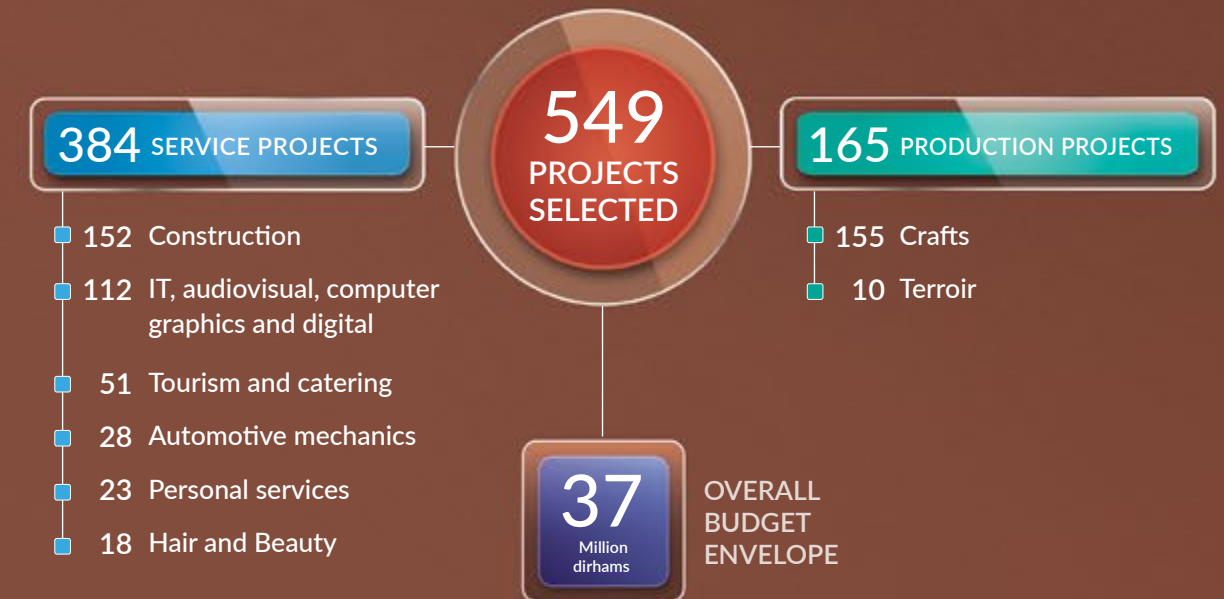 549
PROJECTS
SELECTED
384 SERVICE PROJECTS
152 Construction
112 IT, audiovisual, computer
graphics and digital
51 Tourism and catering
28 Automotive mechanics
23 Personal services
18 Hair and Beauty
165 PRODUCTION PROJECTS
155 Crafts
10 Terroir
37
Million
dirhams
OVERALL
BUDGET
ENVELOPE